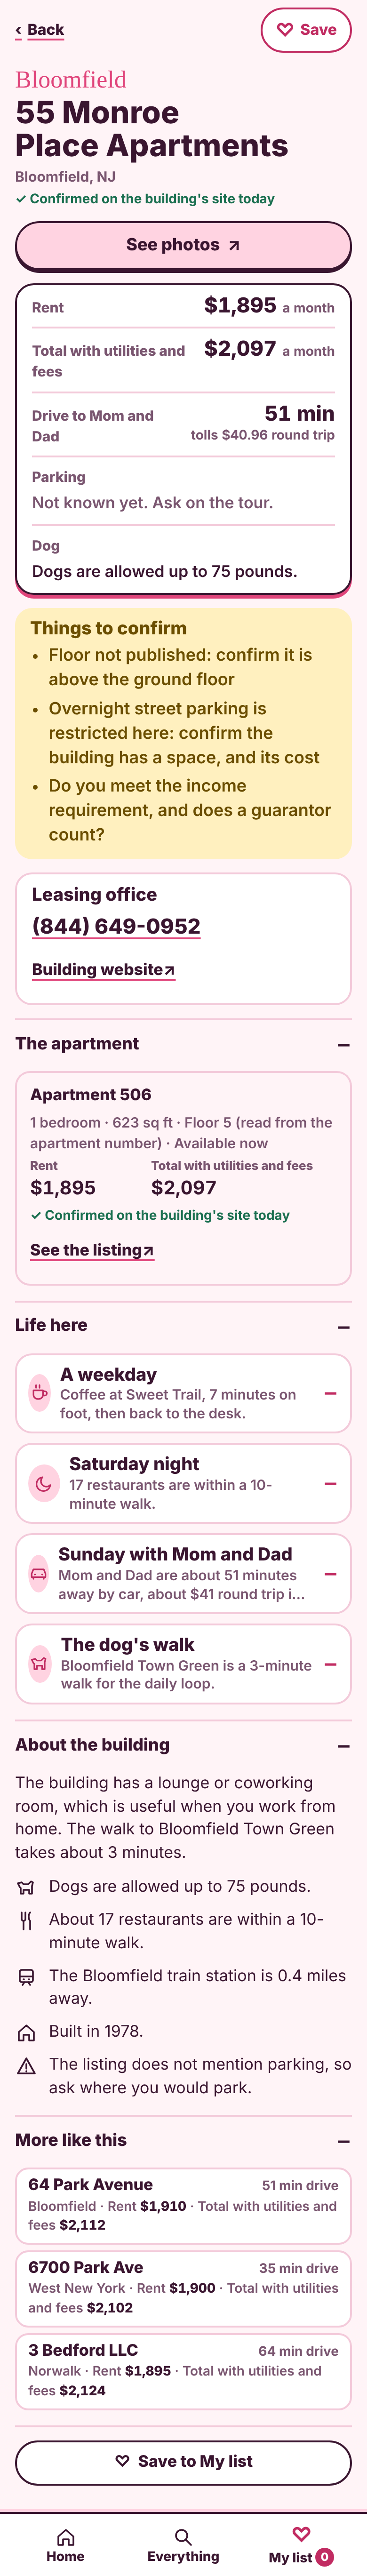 ‹ Back
Save
Bloomfield
55 Monroe
Place Apartments
Bloomfield, NJ
✓ Confirmed on the building's site today
See photos ↗
Rent $1,895 a month
Total with utilities and $2,097 a month
fees
Drive to Mom and 51 min
Dad tolls $40.96 round trip
Parking
Not known yet. Ask on the tour.
Dog
Dogs are allowed up to 75 pounds.
Things to confirm
• Floor not published: confirm it is
above the ground floor
• Overnight street parking is
restricted here: confirm the
building has a space, and its cost
• Do you meet the income
requirement, and does a guarantor
count?
Leasing office
(844) 649-0952
Building website↗
The apartment –
Apartment 506
1 bedroom · 623 sq ft · Floor 5 (read from the
apartment number) · Available now
Rent Total with utilities and fees
$1,895 $2,097
✓ Confirmed on the building's site today
See the listing↗
Life here –
A weekday
Coffee at Sweet Trail, 7 minutes on
foot, then back to the desk.
Saturday night
17 restaurants are within a 10-
minute walk.
Sunday with Mom and Dad
Mom and Dad are about 51 minutes
away by car, about $41 round trip i...
The dog's walk
Bloomfield Town Green is a 3-minute
walk for the daily loop.
About the building –
The building has a lounge or coworking
room, which is useful when you work from
home. The walk to Bloomfield Town Green
takes about 3 minutes.
Dogs are allowed up to 75 pounds.
About 17 restaurants are within a 10-
minute walk.
The Bloomfield train station is 0.4 miles
away.
Built in 1978.
The listing does not mention parking, so
ask where you would park.
More like this –
64 Park Avenue 51 min drive
Bloomfield · Rent $1,910 · Total with utilities and
fees $2,112
6700 Park Ave 35 min drive
West New York · Rent $1,900 · Total with utilities
and fees $2,102
3 Bedford LLC 64 min drive
Norwalk · Rent $1,895 · Total with utilities and
fees $2,124
Save to My list
Home Everything My list 0